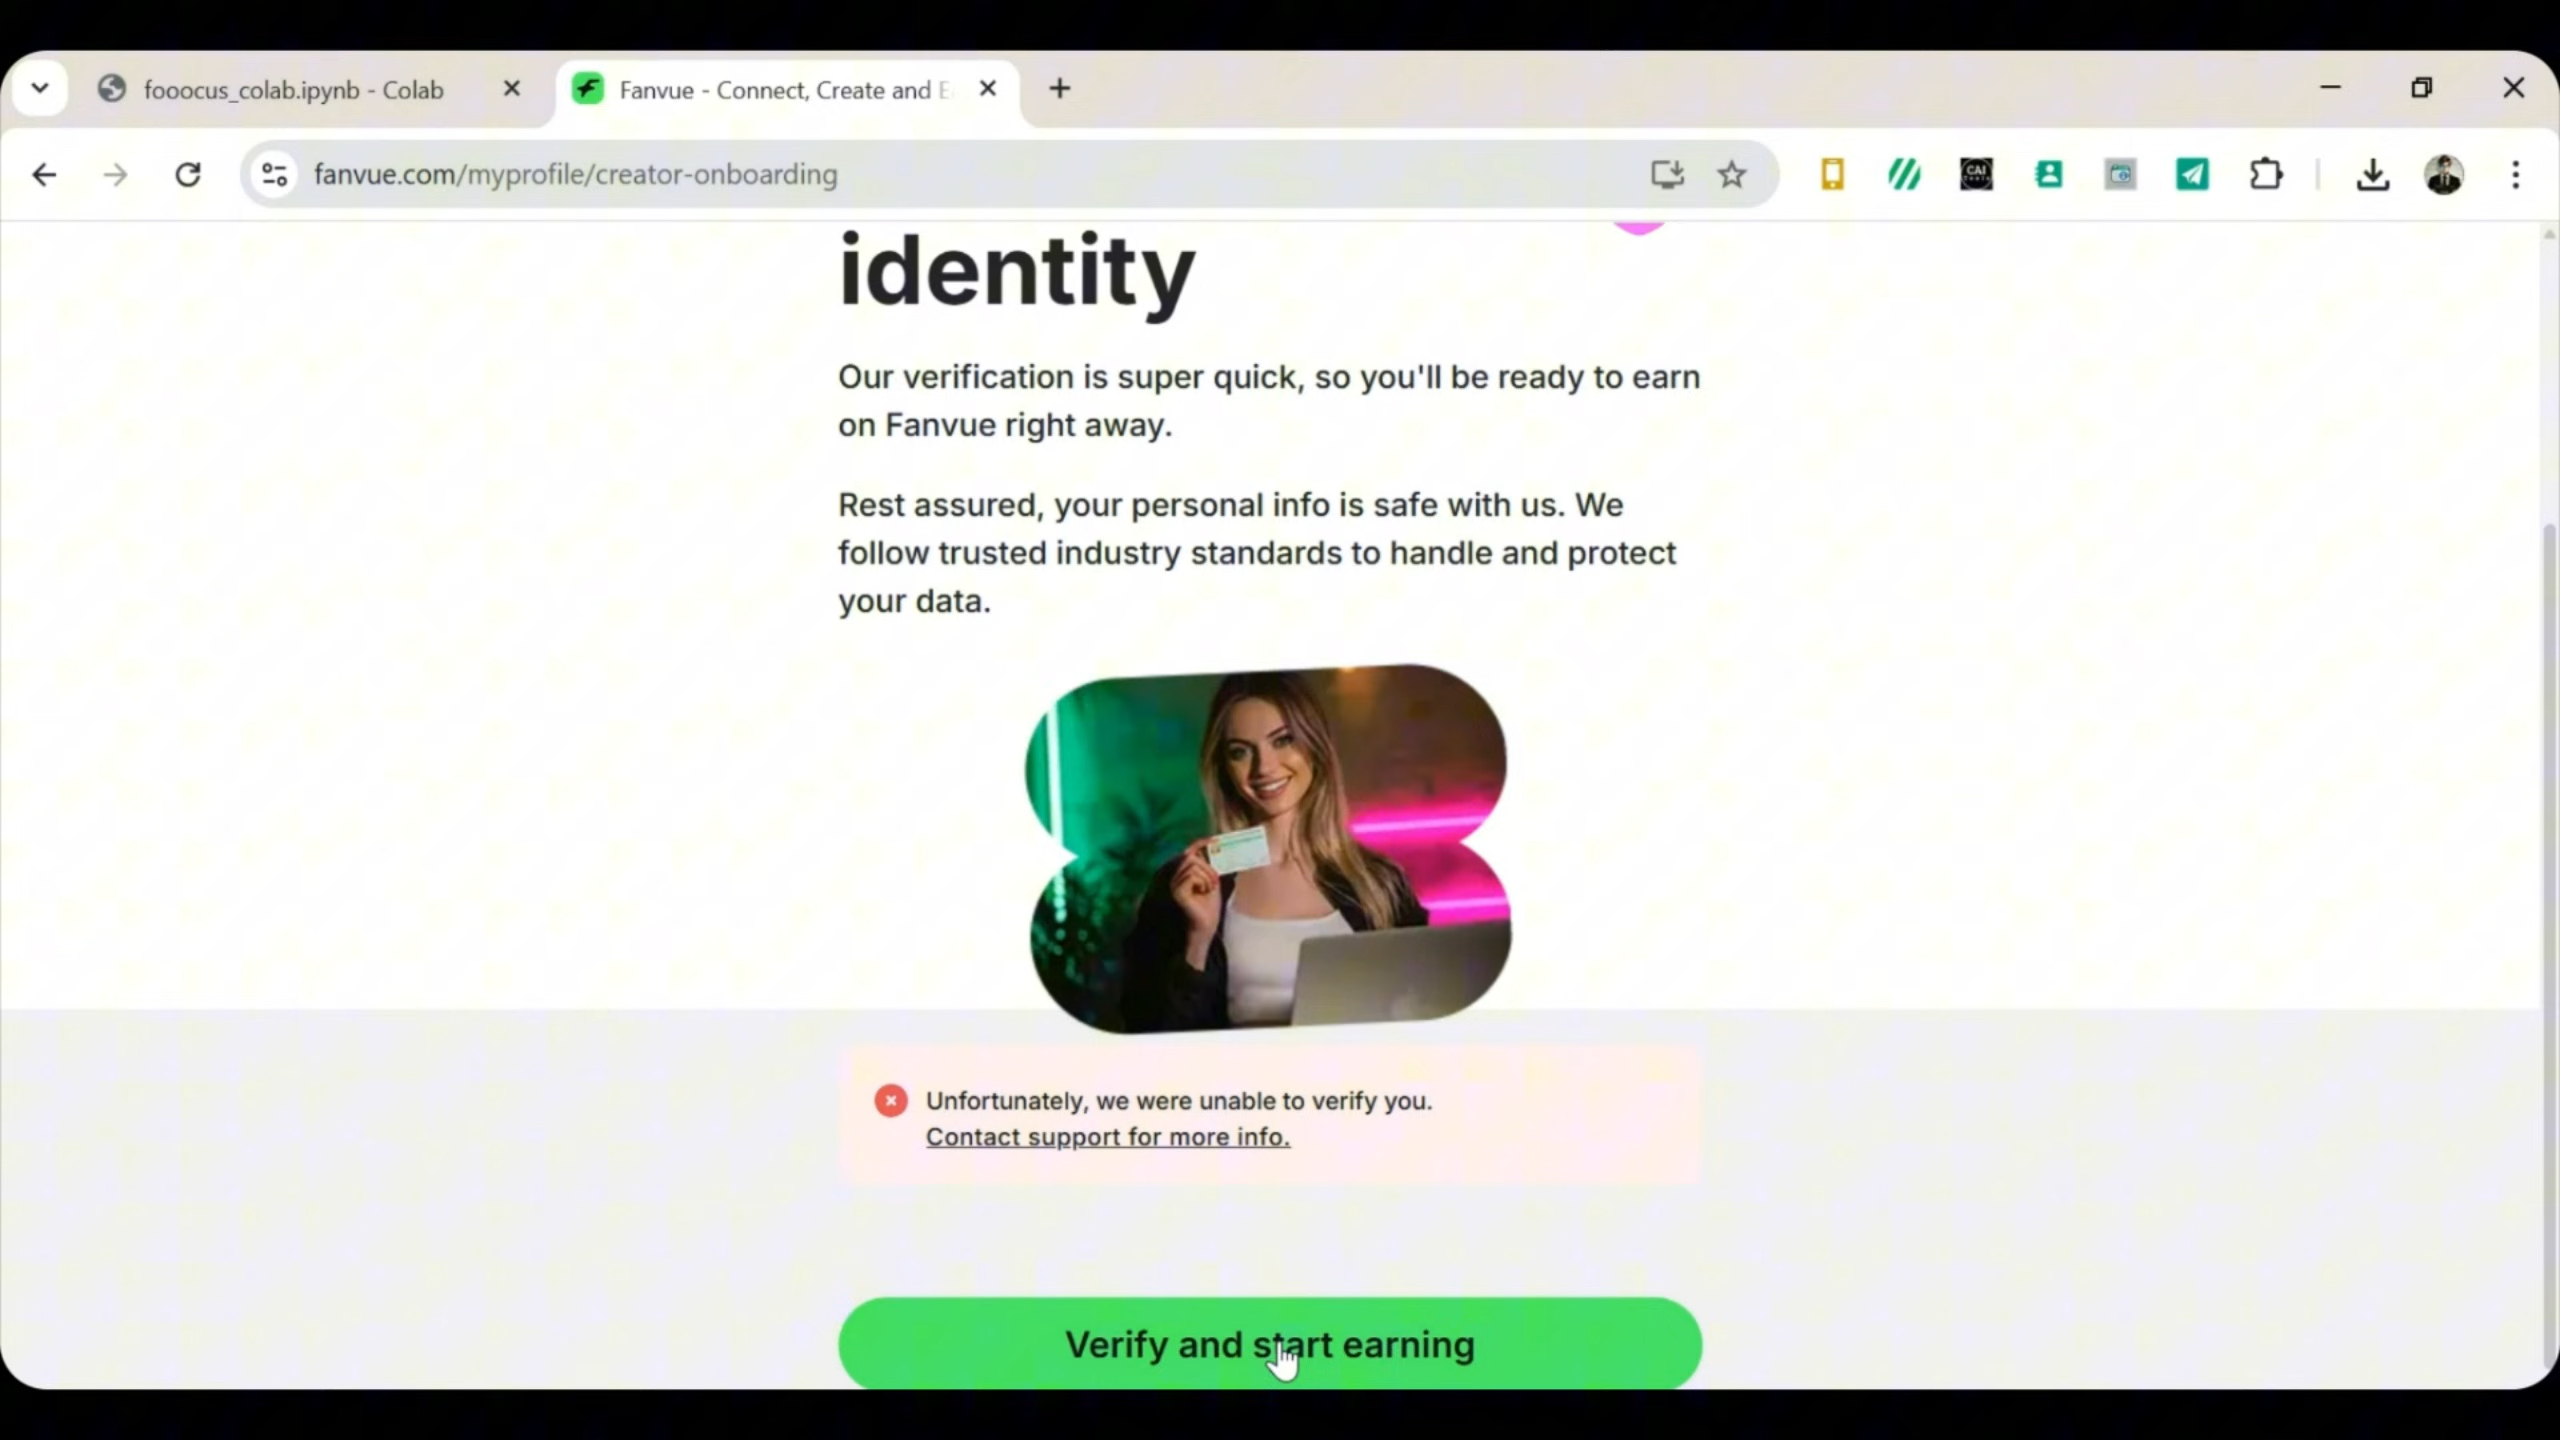 fooocus_colab.ipynb - Colab
Fanvue - Connect, Create and E
fanvue.com/myprofile/creator-onboarding
CAI
identity
Our verification is super quick, so you'll be ready to earn
on Fanvue right away.
Rest assured, your personal info is safe with us. We
follow trusted industry standards to handle and protect
your data.
Unfortunately, we were unable to verify you.
Contact support for more info.
Verify and start earning